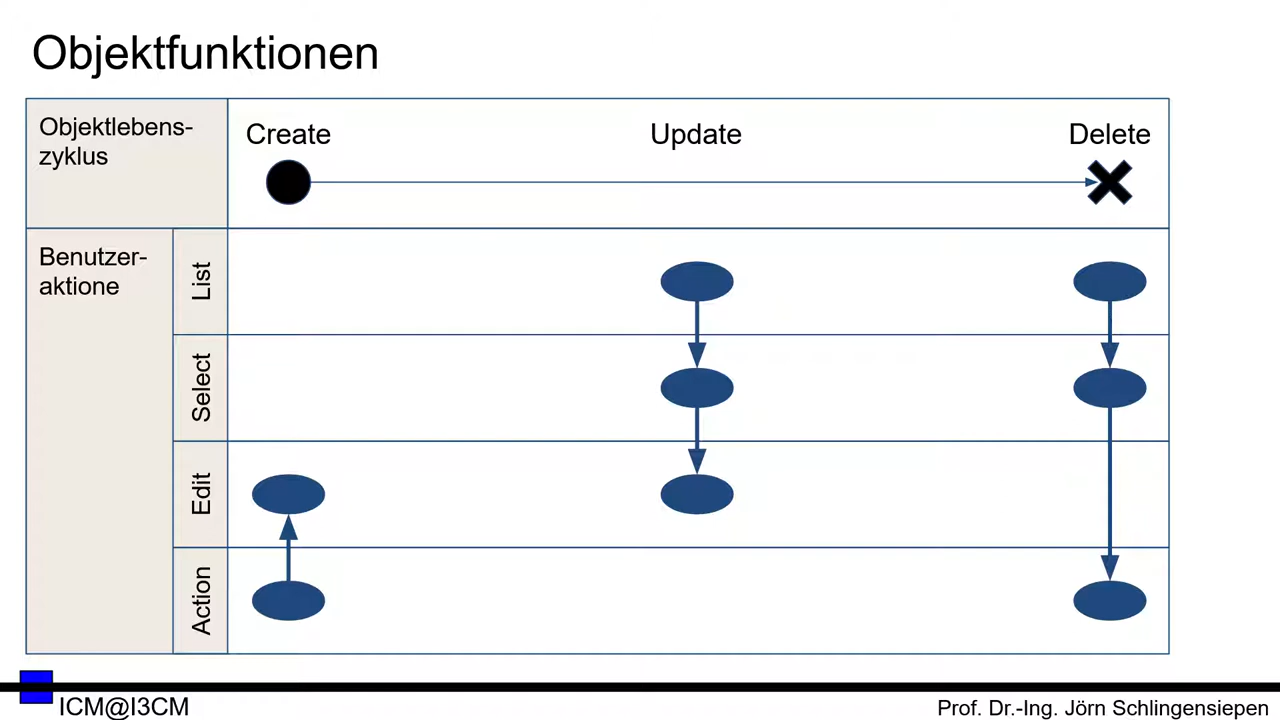 Objektfunktionen
Objektlebens-
zyklus
Create
Update
Delete
Benutzer-
aktione
List
Select
Edit
Action
ICM@I3CM
Prof. Dr.-Ing. Jörn Schlingensiepen